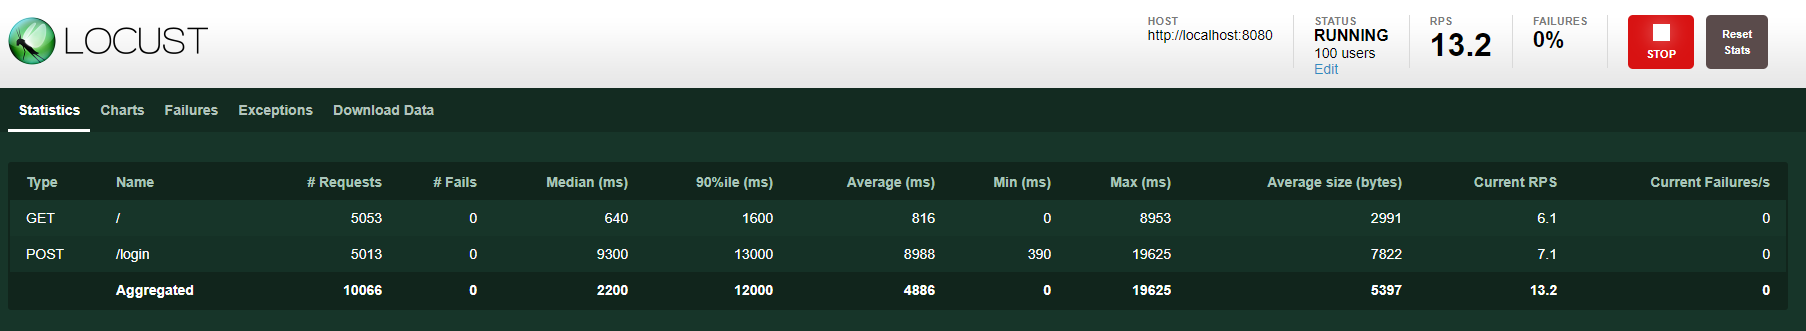 LOCUST
HOST
http://localhost:8080
STATUS
RUNNING
100 users
Edit
RPS
13.2
FAILURES
0%
STOP
Reset
Stats
Statistics Charts Failures Exceptions Download Data
Type Name # Requests # Fails Median (ms) 90%ile (ms) Average (ms) Min (ms) Max (ms) Average size (bytes) Current RPS Current Failures/s
GET / 5053 0 640 1600 816 0 8953 2991 6.1 0
POST /login 5013 0 9300 13000 8988 390 19625 7822 7.1 0
Aggregated 10066 0 2200 12000 4886 0 19625 5397 13.2 0